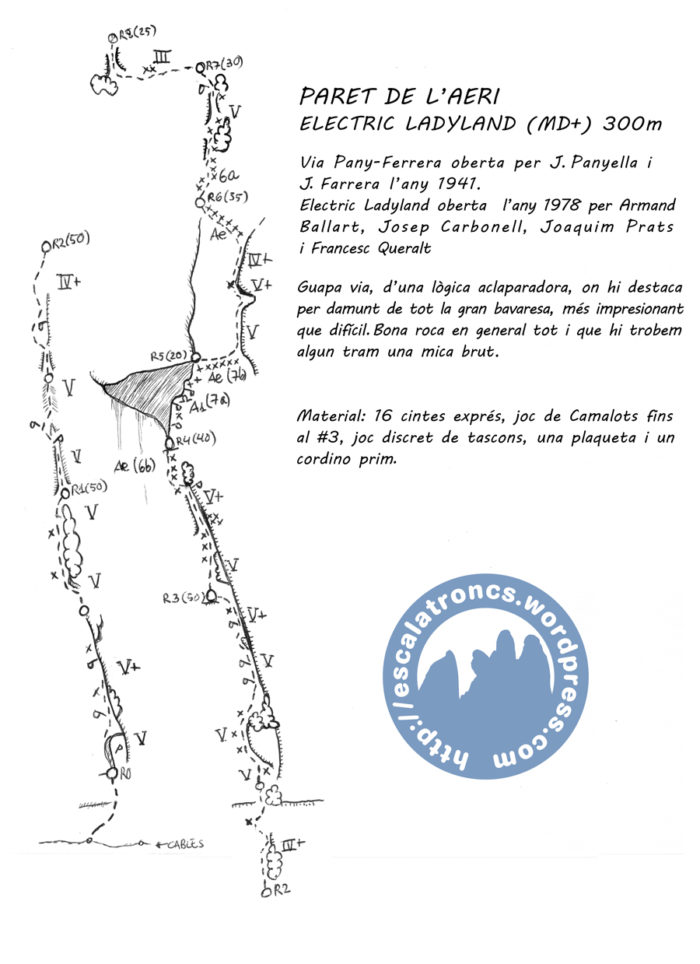 R8(25)
III
xx
R7(30)
V
6a
R6(35)
Ae
R2(50)
IV+
IV+
V+
V
R5(20)
Ae (7b)
A1(7a)
V
R4(40)
Ae (6b)
V
R1(50)
V
V+
V
V
R3(50)
V+
V+
V
V
V
V
R0
←CABLES
IV+
R2
PARET DE L'AERI
ELECTRIC LADYLAND (MD+) 300m
Via Pany-Ferrera oberta per J. Panyella i
J. Farrera l'any 1941.
Electric Ladyland oberta l'any 1978 per Armand
Ballart, Josep Carbonell, Joaquim Prats
i Francesc Queralt
Guapa via, d'una lògica aclaparadora, on hi destaca
per damunt de tot la gran bavaresa, més impresionant
que difícil. Bona roca en general tot i que hi trobem
algun tram una mica brut.
Material: 16 cintes exprés, joc de Camalots fins
al #3, joc discret de tascons, una plaqueta i un
cordino prim.
http://escalatroncs.wordpress.com